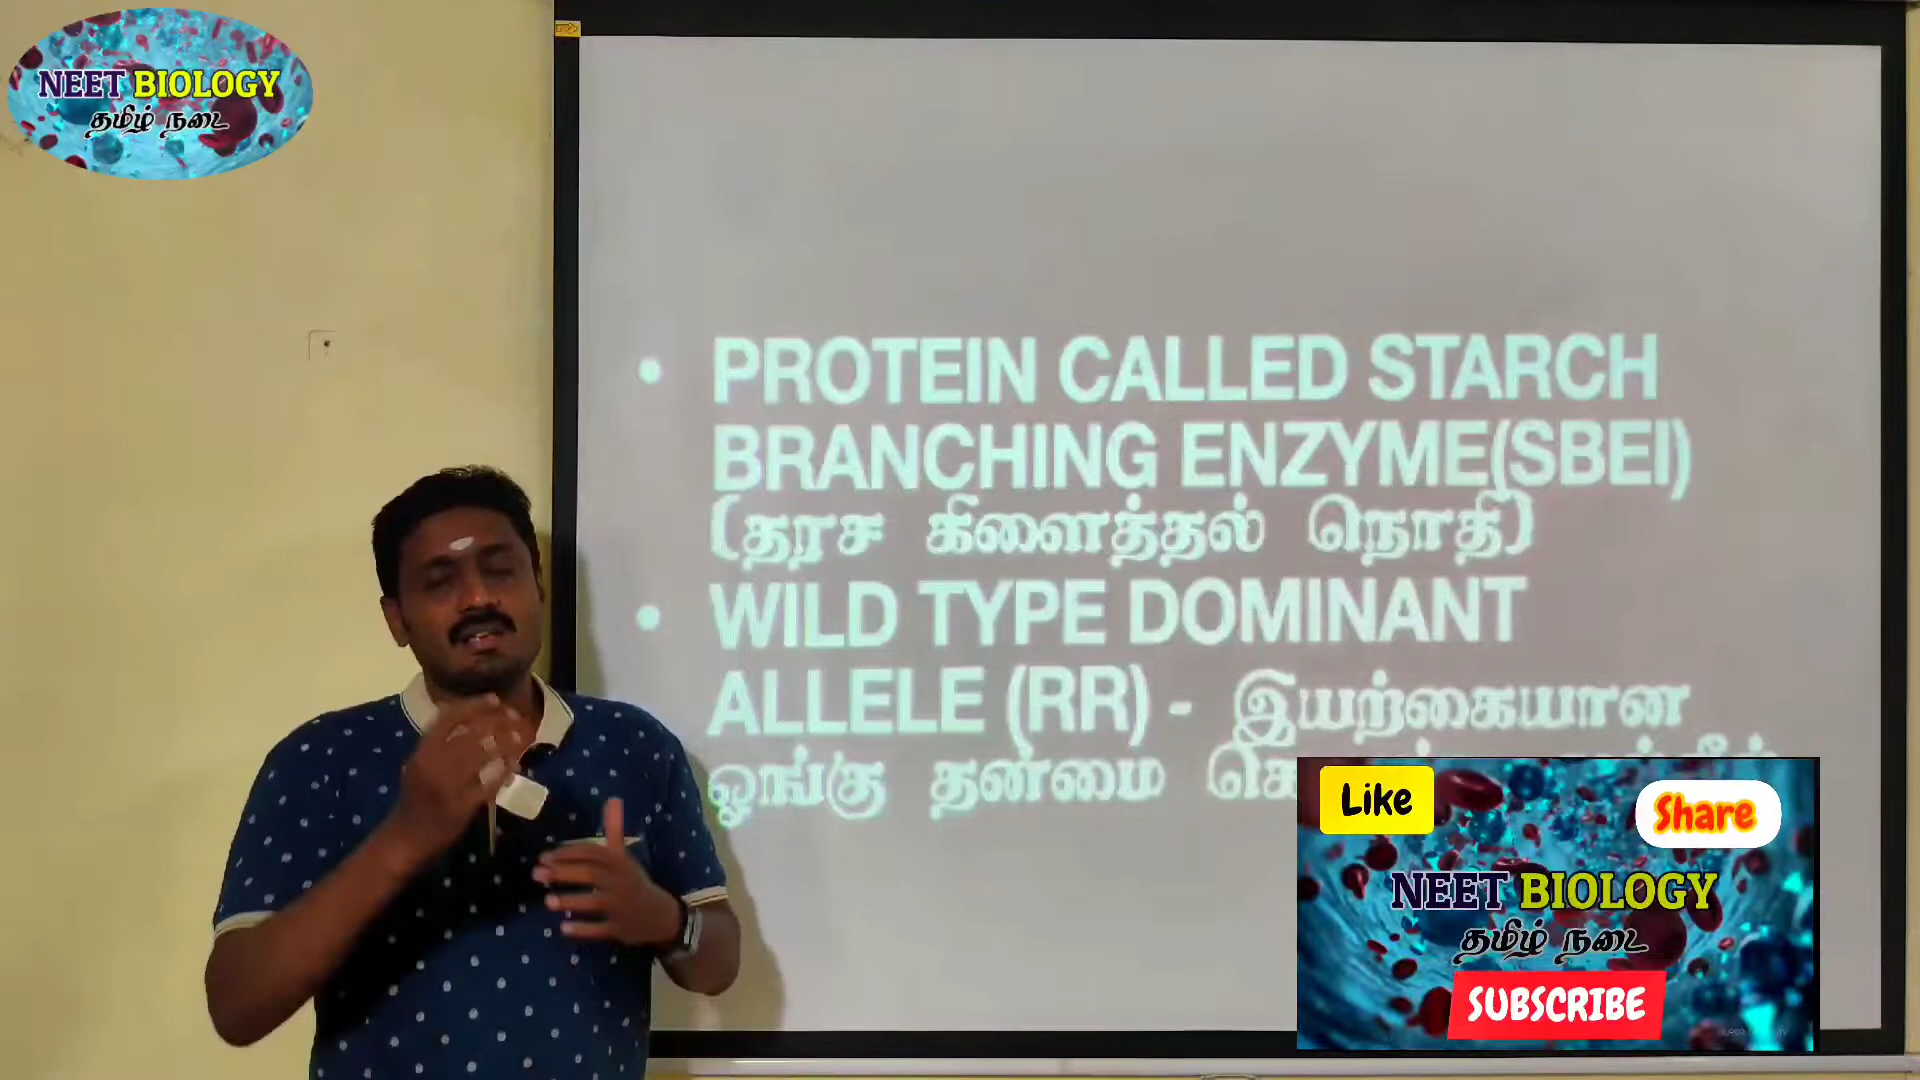 NEET BIOLOGY
தமிழ் நடை
• PROTEIN CALLED STARCH
BRANCHING ENZYME(SBEI)
(தரச கிளைத்தல் நொதி)
• WILD TYPE DOMINANT
ALLELE (RR) - இயற்கையான
ஓங்கு தன்மை
Like
Share
NEET BIOLOGY
தமிழ் நடை
SUBSCRIBE